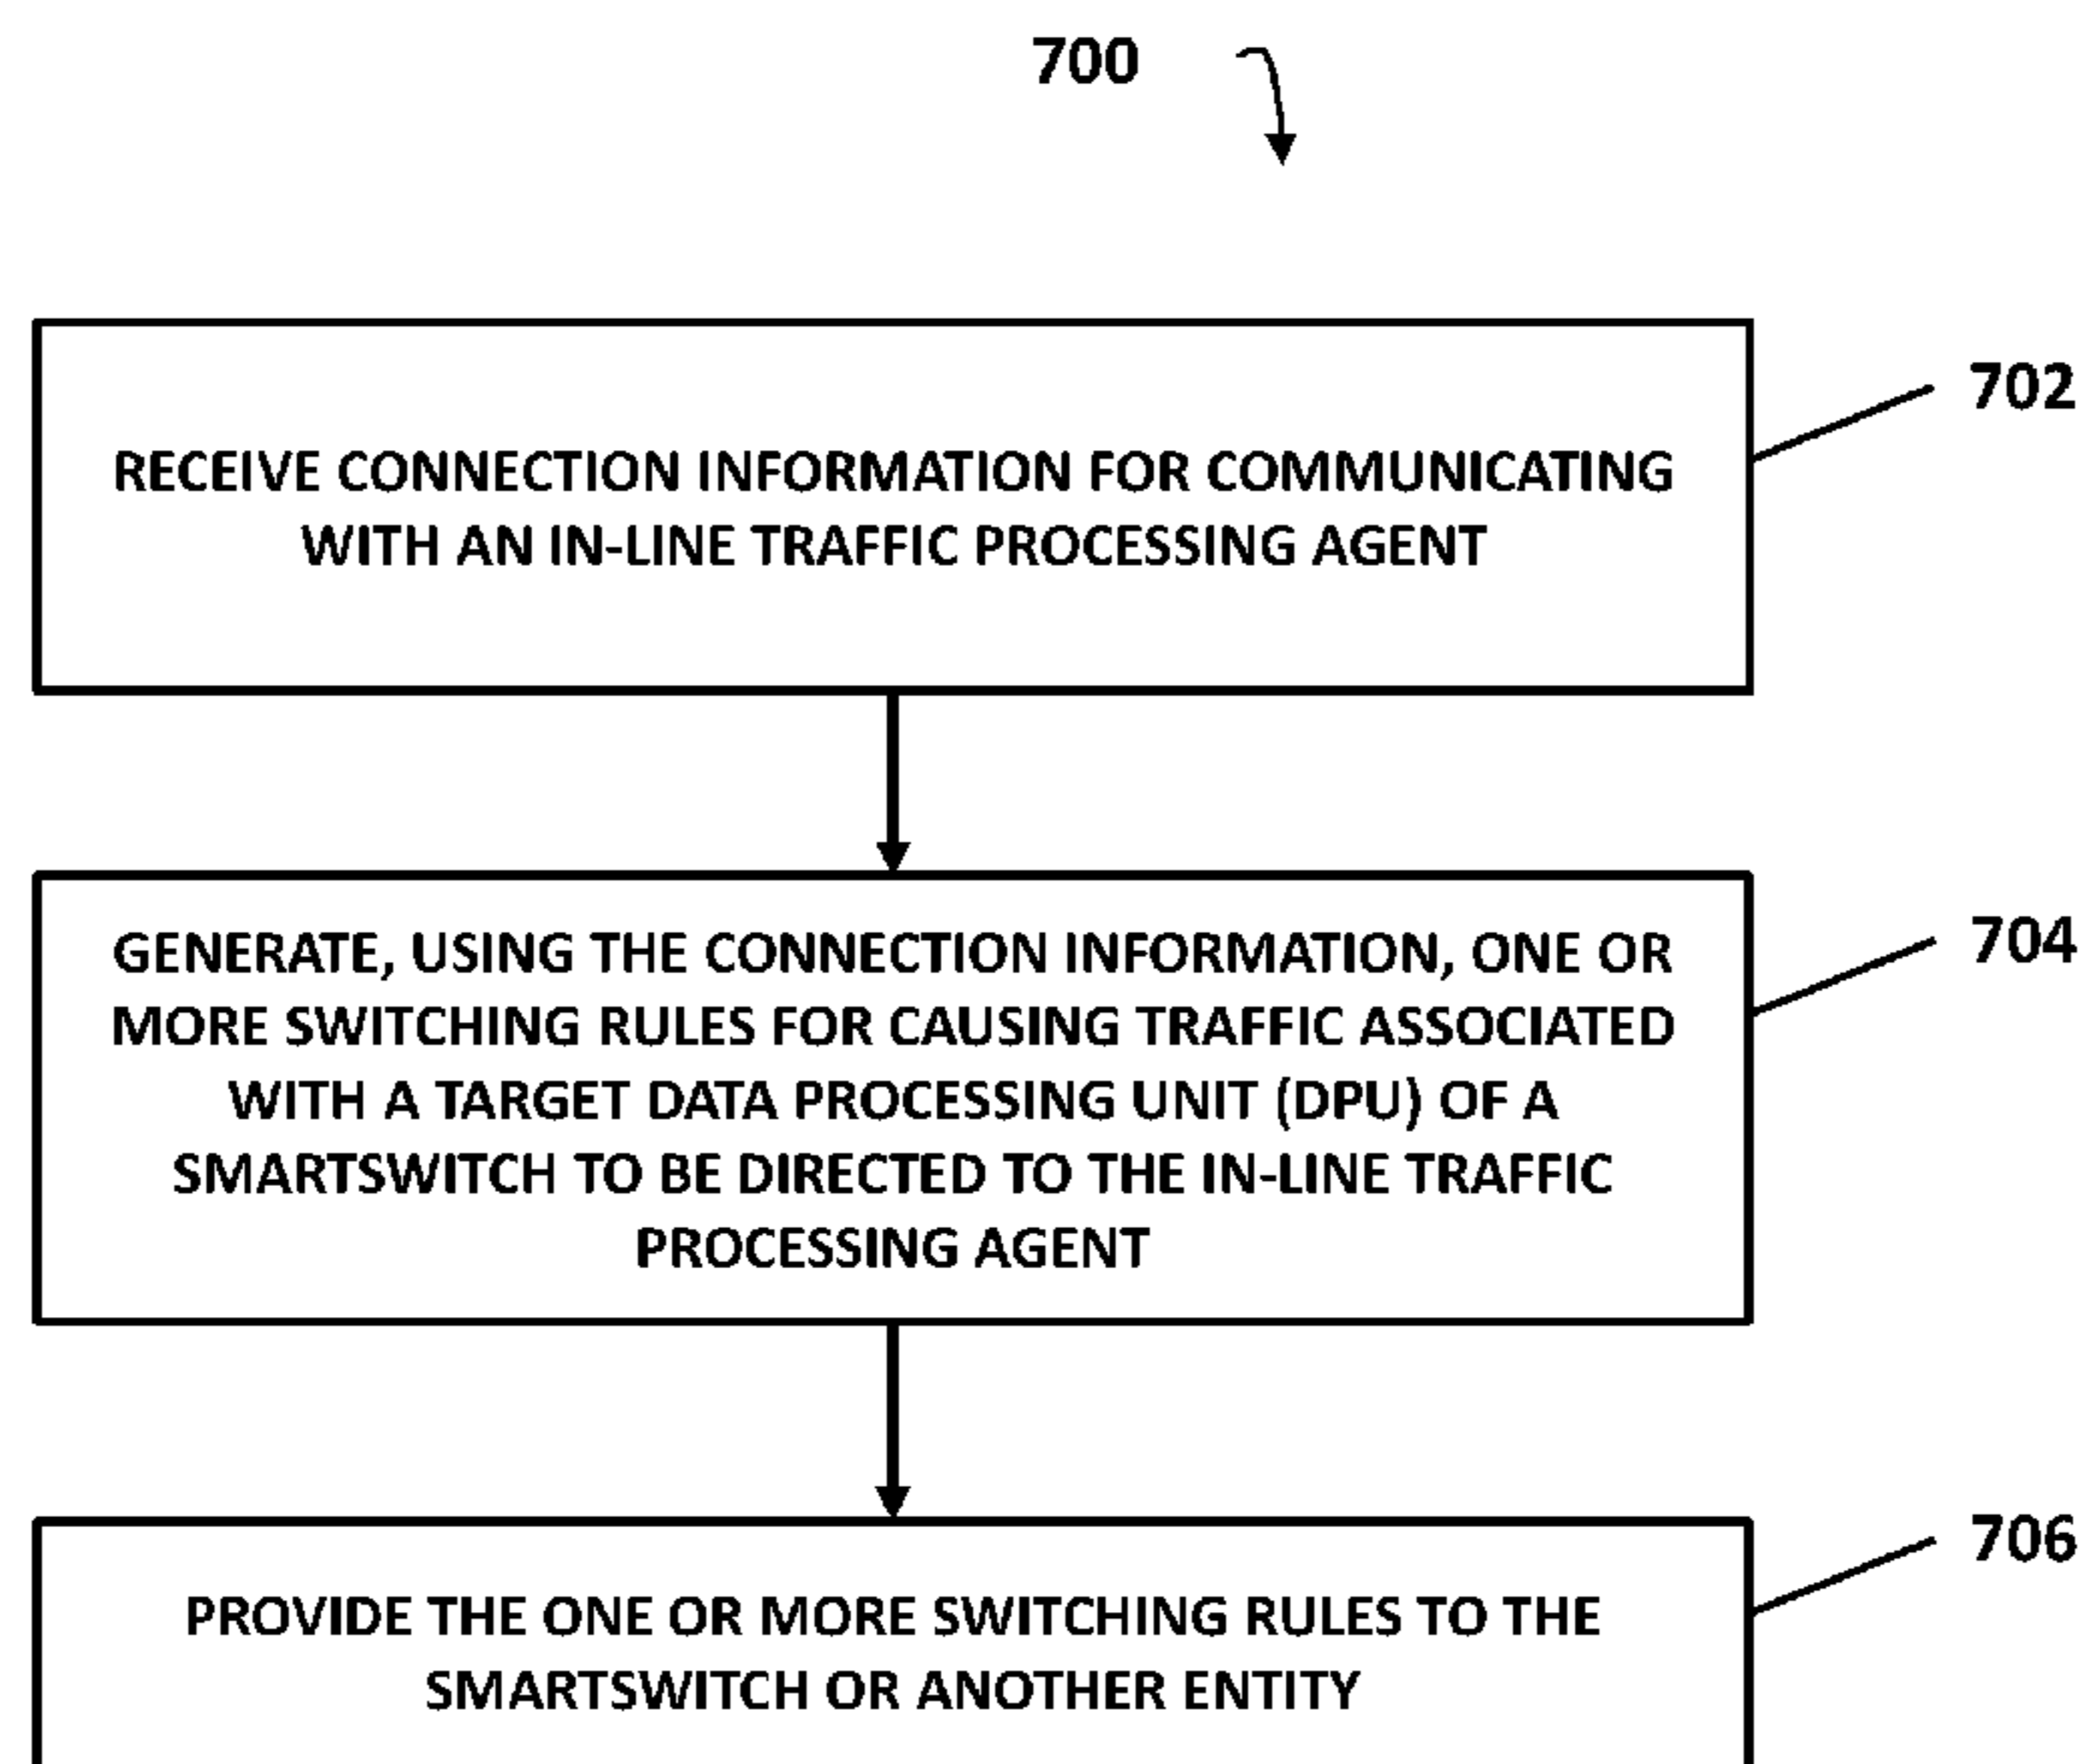 700
702
RECEIVE CONNECTION INFORMATION FOR COMMUNICATING
WITH AN IN-LINE TRAFFIC PROCESSING AGENT
704
GENERATE, USING THE CONNECTION INFORMATION, ONE OR
MORE SWITCHING RULES FOR CAUSING TRAFFIC ASSOCIATED
WITH A TARGET DATA PROCESSING UNIT (DPU) OF A
SMARTSWITCH TO BE DIRECTED TO THE IN-LINE TRAFFIC
PROCESSING AGENT
706
PROVIDE THE ONE OR MORE SWITCHING RULES TO THE
SMARTSWITCH OR ANOTHER ENTITY